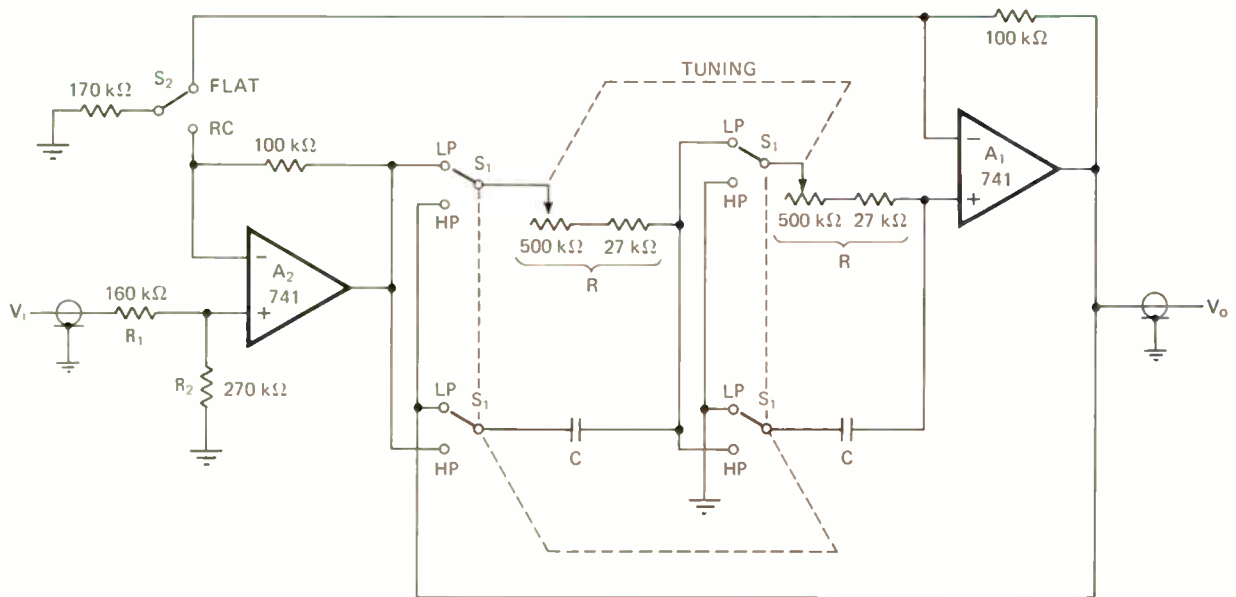 100 kΩ
TUNING
170 kΩ
S2
FLAT
RC
100 kΩ
LP
S1
HP
LP
S1
HP
500 kΩ
27 kΩ
R
500 kΩ
27 kΩ
R
−
A1
741
+
−
A2
741
+
V1
160 kΩ
R1
R2
270 kΩ
LP
S1
HP
C
LP
S1
HP
C
Vo